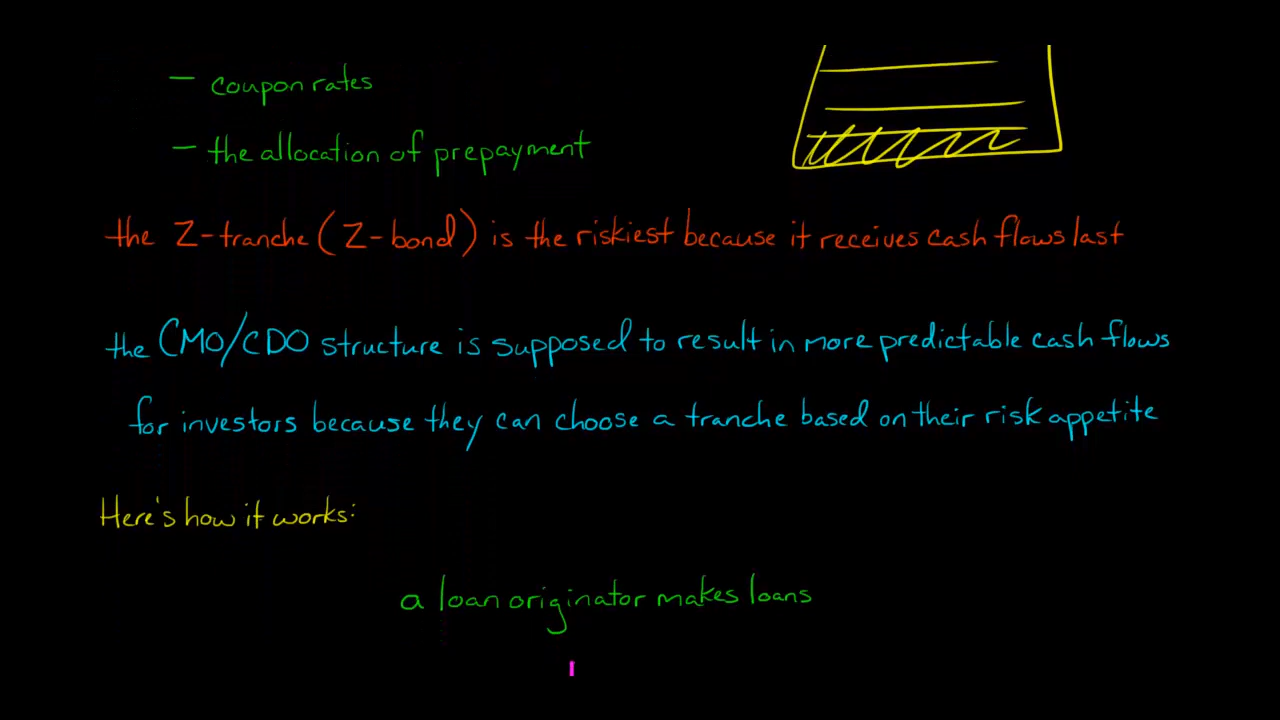 - coupon rates
- the allocation of prepayment
the Z-tranche (Z-bond) is the riskiest because it receives cash flows last
the CMO/CDO structure is supposed to result in more predictable cash flows
for investors because they can choose a tranche based on their risk appetite
Here's how it works:
a loan originator makes loans